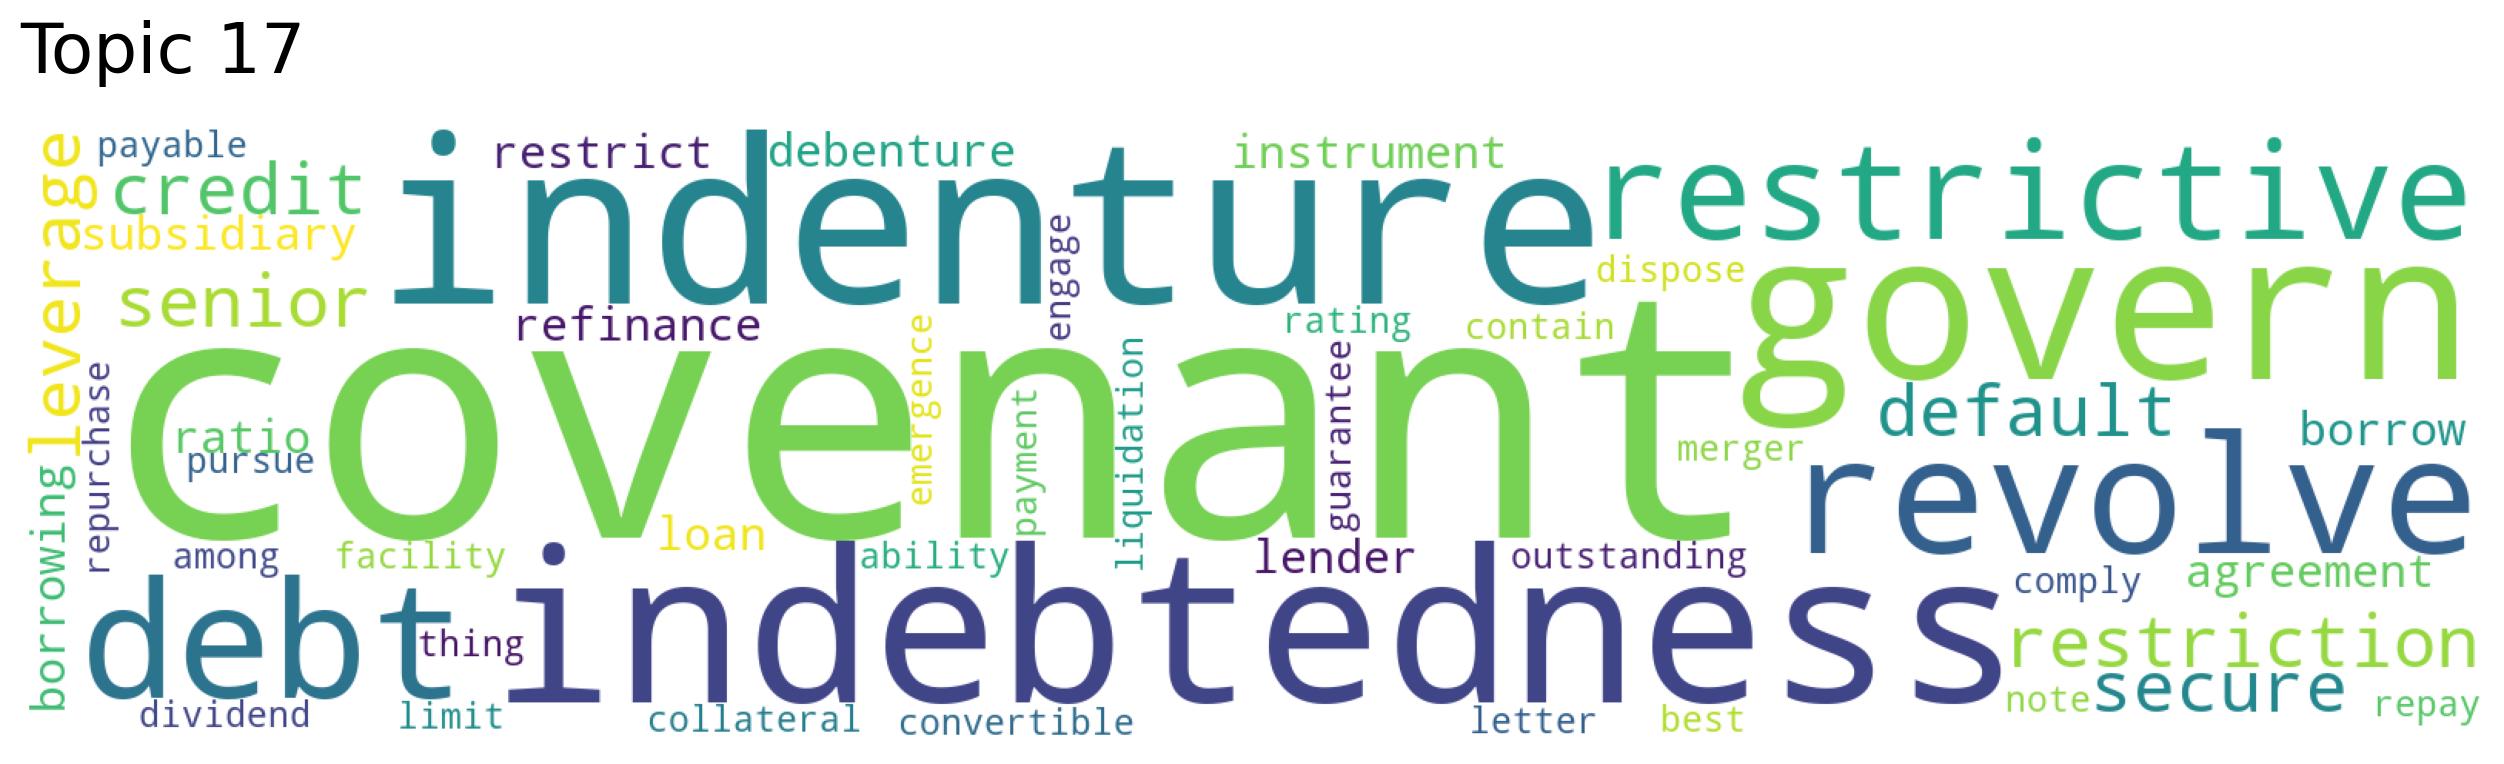 Topic 17
payable
restrict
debenture
instrument
restrictive
credit
indenture
leverage
subsidiary
engage
dispose
govern
senior
refinance
rating
contain
emergence
covenant
liquidation
guarantee
repurchase
payment
default
borrow
ratio
pursue
merger
revolve
borrowing
loan
among
facility
ability
lender
outstanding
comply
agreement
debt
thing
indebtedness
restriction
secure
note
repay
dividend
limit
collateral
convertible
letter
best